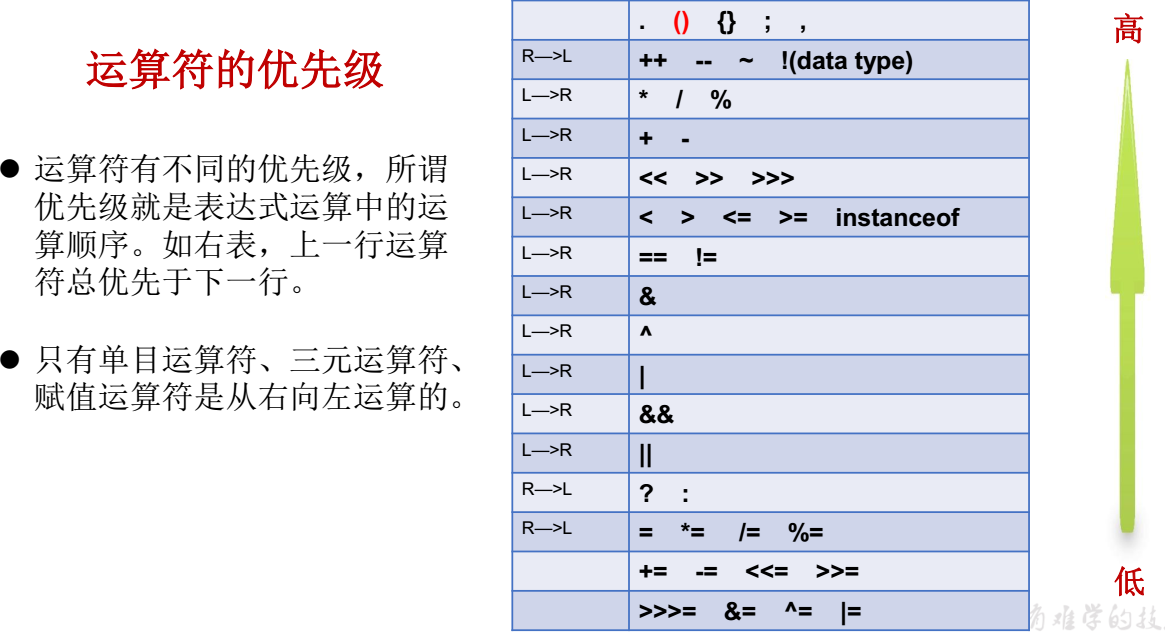 运算符的优先级
● 运算符有不同的优先级，所谓
优先级就是表达式运算中的运
算顺序。如右表，上一行运算
符总优先于下一行。
● 只有单目运算符、三元运算符、
赋值运算符是从右向左运算的。
. () {} ; ,
R—>L ++ -- ~ !(data type)
L—>R * / %
L—>R + -
L—>R << >> >>>
L—>R < > <= >= instanceof
L—>R == !=
L—>R &
L—>R ^
L—>R |
L—>R &&
L—>R ||
R—>L ? :
R—>L = *= /= %=
+= -= <<= >>=
>>>= &= ^= |=
高
低
难学的技